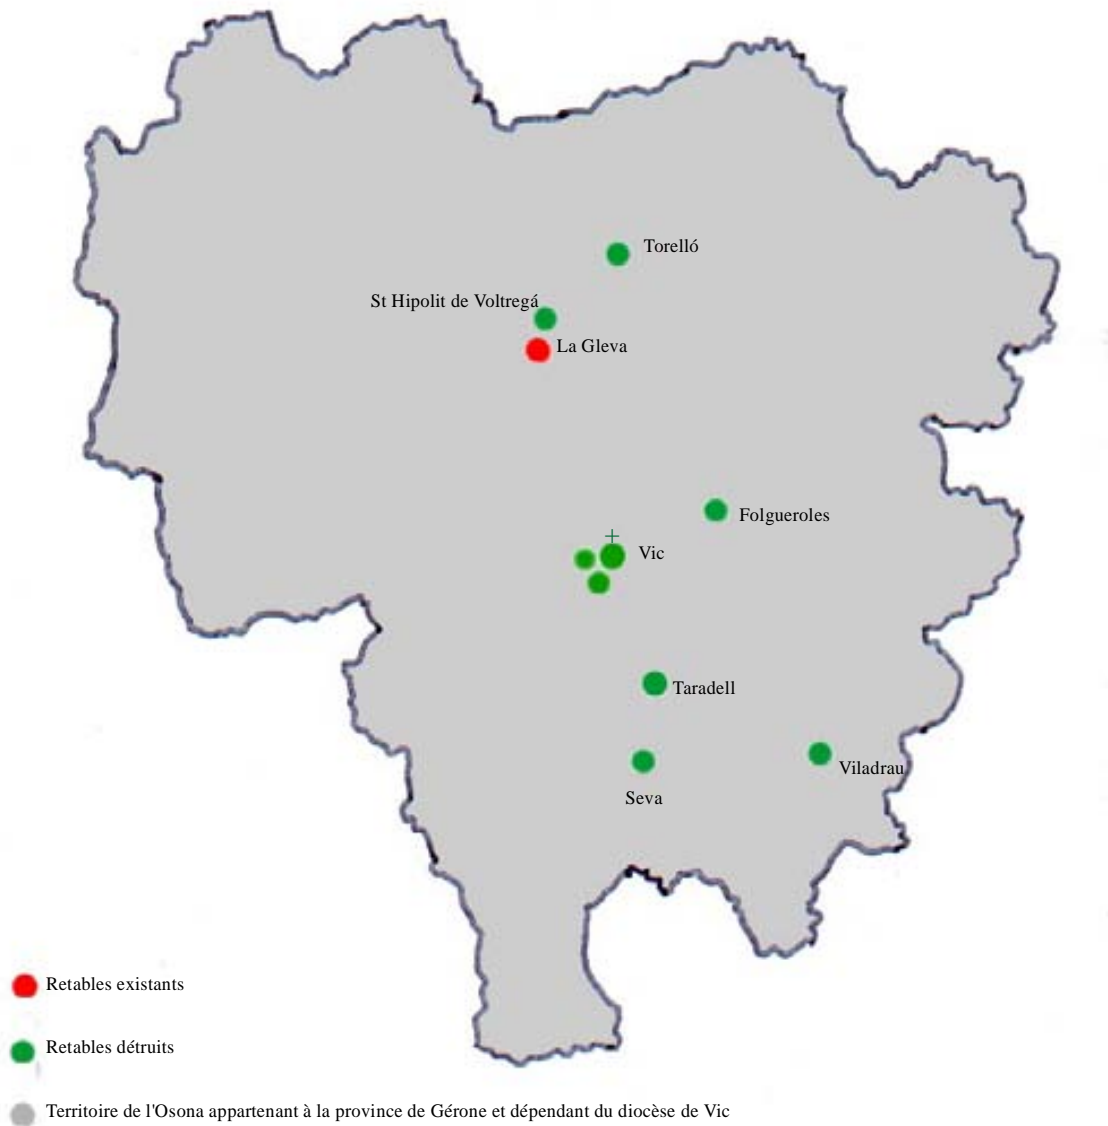 Torelló
St Hipolit de Voltregá
La Gleva
Folgueroles
Vic
Taradell
Viladrau
Seva
Retables existants
Retables détruits
Territoire de l'Osona appartenant à la province de Gérone et dépendant du diocèse de Vic